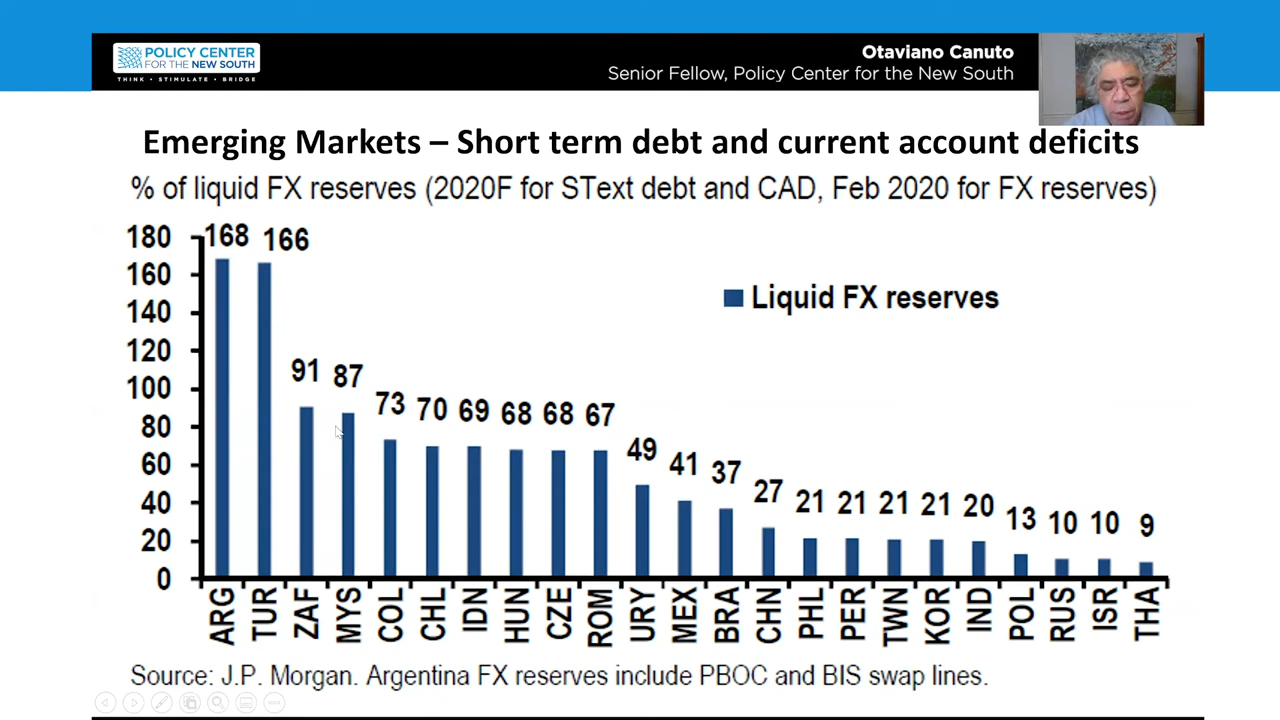 POLICY CENTER
FOR THE NEW SOUTH
THINK • STIMULATE • BRIDGE
Otaviano Canuto
Senior Fellow, Policy Center for the New South
Emerging Markets – Short term debt and current account deficits
% of liquid FX reserves (2020F for SText debt and CAD, Feb 2020 for FX reserves)
180
160
140
120
100
80
60
40
20
0
168 166 91 87 73 70 69 68 68 67 49 41 37 27 21 21 21 21 20 13 10 10 9
Liquid FX reserves
ARG TUR ZAF MYS COL CHL IDN HUN CZE ROM URY MEX BRA CHN PHL PER TWN KOR IND POL RUS ISR THA
Source: J.P. Morgan. Argentina FX reserves include PBOC and BIS swap lines.